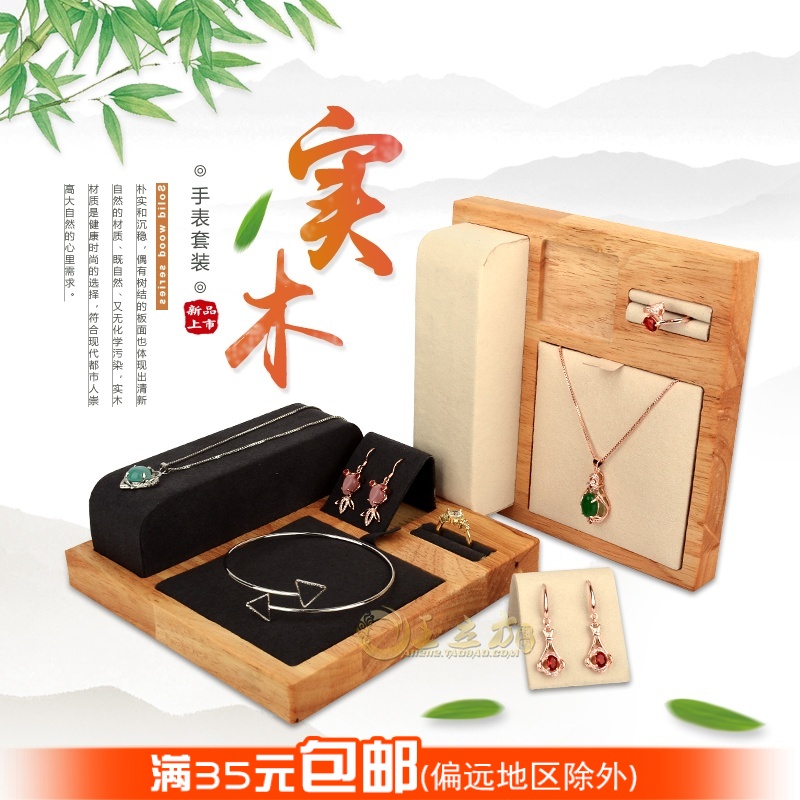 实木
◎手表套装◎
新品
上市
Solid wood series
朴实和沉稳，偶有树结的板面也体现出清新
自然的材质、既自然、又无化学污染，实木
材质是健康时尚的选择，符合现代都市人崇
高大自然的心里需求。
满35元包邮(偏远地区除外)